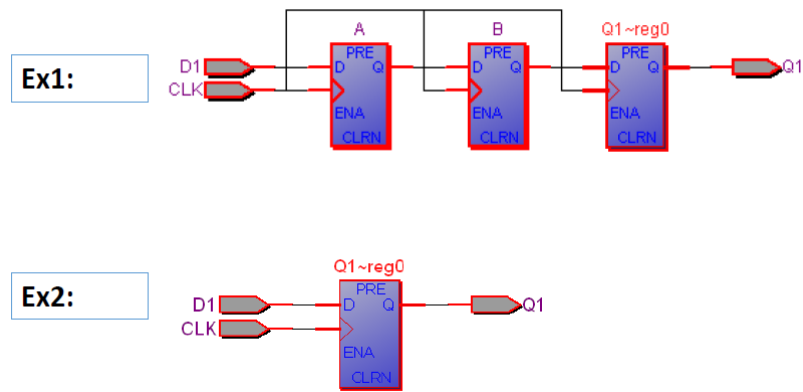 Ex1:
A B Q1~reg0
D1 CLK
PRE D Q ENA CLRN
PRE D Q ENA CLRN
PRE D Q ENA CLRN
Q1
Ex2:
Q1~reg0
D1 CLK
PRE D Q ENA CLRN
Q1